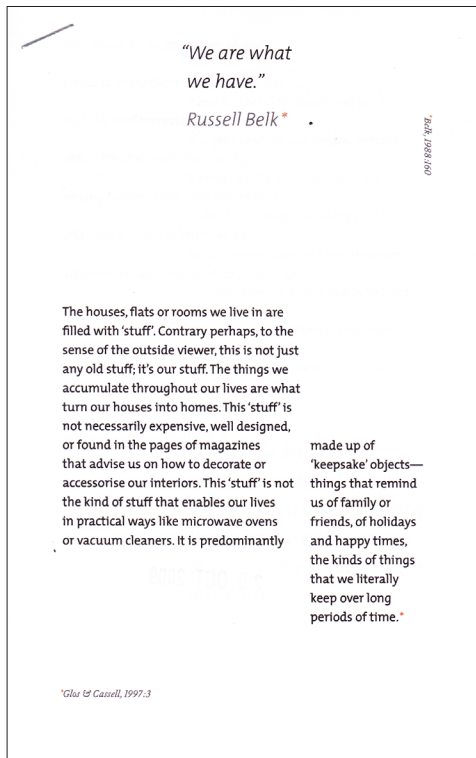 “We are what
we have.”
Russell Belk*
*Belk, 1988:160
The houses, flats or rooms we live in are
filled with ‘stuff’. Contrary perhaps, to the
sense of the outside viewer, this is not just
any old stuff; it’s our stuff. The things we
accumulate throughout our lives are what
turn our houses into homes. This ‘stuff’ is
not necessarily expensive, well designed,
or found in the pages of magazines
that advise us on how to decorate or
accessorise our interiors. This ‘stuff’ is not
the kind of stuff that enables our lives
in practical ways like microwave ovens
or vacuum cleaners. It is predominantly
made up of
‘keepsake’ objects—
things that remind
us of family or
friends, of holidays
and happy times,
the kinds of things
that we literally
keep over long
periods of time.*
*Glos & Cassell, 1997:3